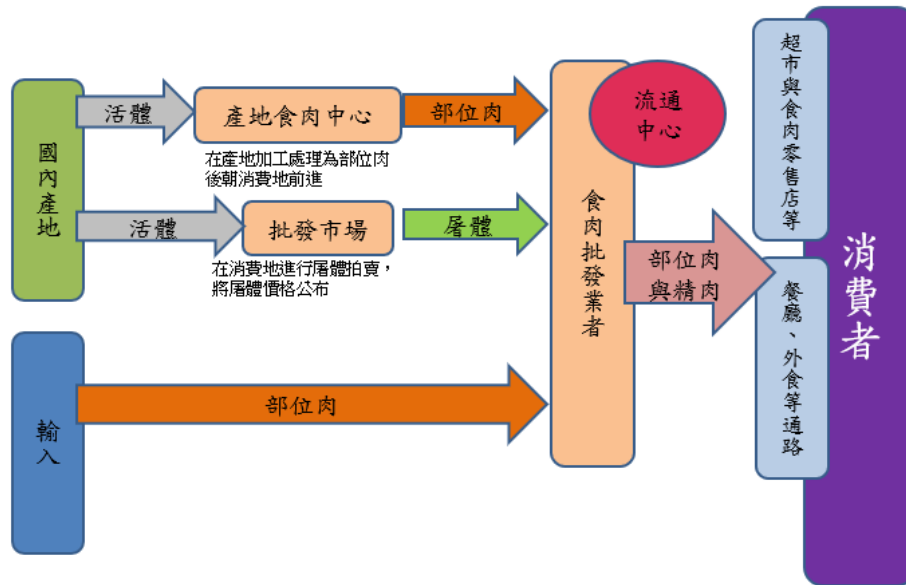 國內產地
活體
產地食肉中心
部位肉
在產地加工處理為部位肉
後朝消費地前進
活體
批發市場
屠體
在消費地進行屠體拍賣，
將屠體價格公布
輸入
部位肉
食肉批發業者
流通
中心
部位肉
與精肉
超市與食肉零售店等
餐廳、外食等通路
消費者